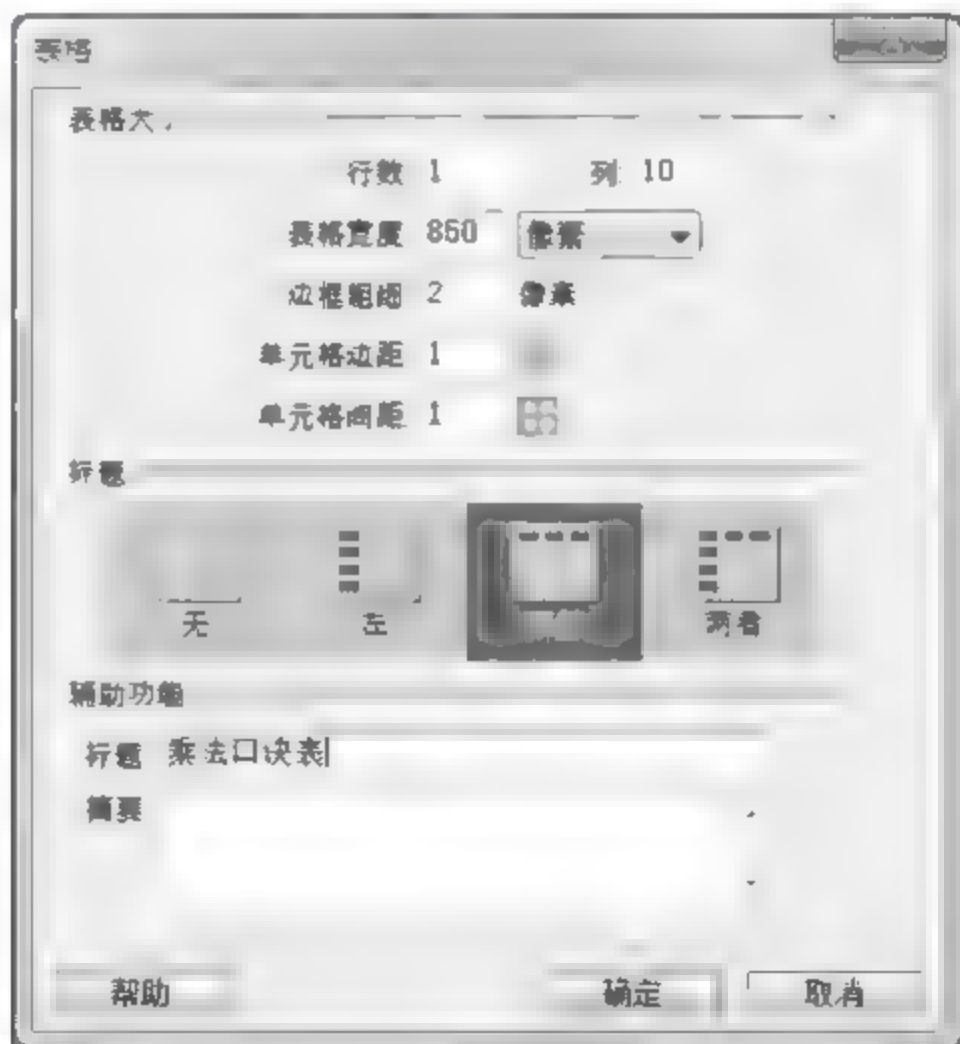 表格
表格大
行数 1 列 10
表格宽度 860 像素
边框粗细 2 像素
单元格边距 1
单元格间距 1
标题
无 左 两者
辅助功能
标题 乘法口诀表
摘要
帮助 确定 取消